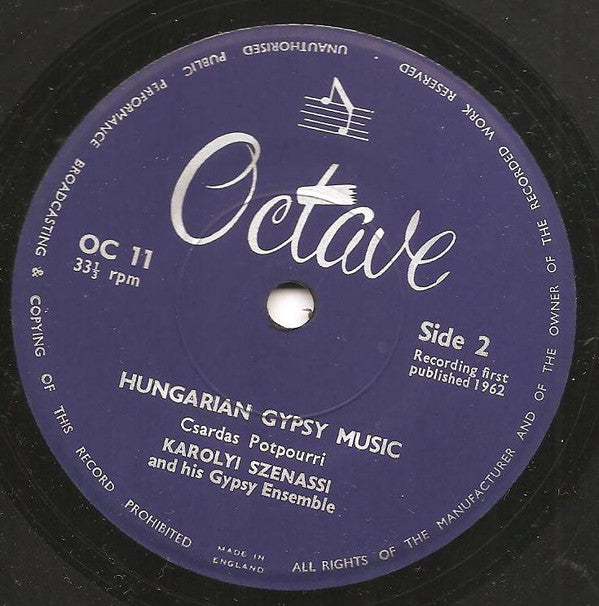 Octave
OC 11
33⅓ rpm
Side 2
Recording first
published 1962
HUNGARIAN GYPSY MUSIC
Csardas Potpourri
KAROLYI SZENASSI
and his Gypsy Ensemble
MADE IN
ENGLAND
ALL RIGHTS OF THE MANUFACTURER AND OF THE OWNER OF THE RECORDED WORK RESERVED
UNAUTHORISED PUBLIC PERFORMANCE BROADCASTING & COPYING OF THIS RECORD PROHIBITED